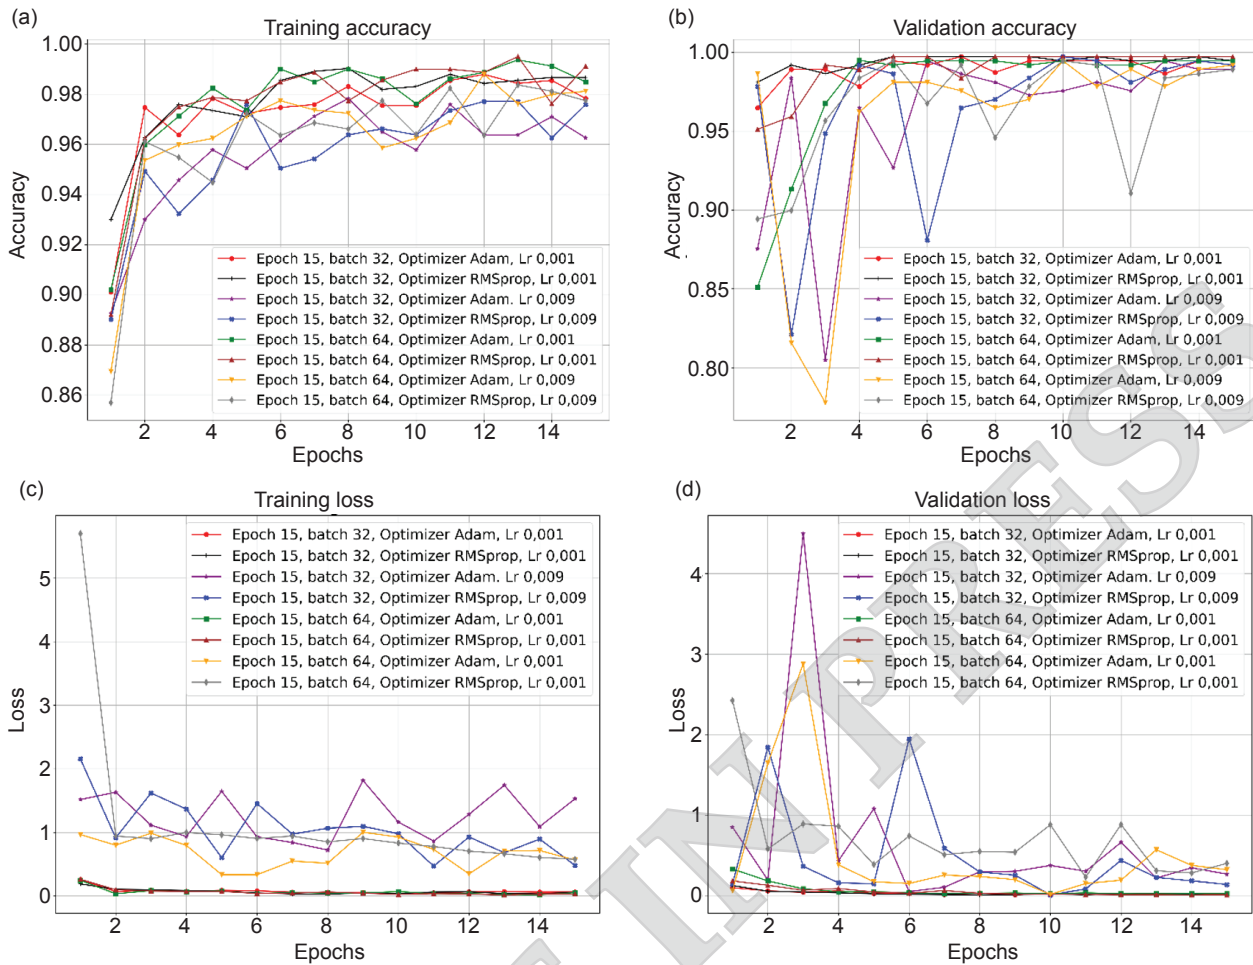 (a)
Training accuracy
Accuracy
1.00
0.98
0.96
0.94
0.92
0.90
0.88
0.86
Epoch 15, batch 32, Optimizer Adam, Lr 0,001
Epoch 15, batch 32, Optimizer RMSprop, Lr 0,001
Epoch 15, batch 32, Optimizer Adam. Lr 0,009
Epoch 15, batch 32, Optimizer RMSprop, Lr 0,009
Epoch 15, batch 64, Optimizer Adam, Lr 0,001
Epoch 15, batch 64, Optimizer RMSprop, Lr 0,001
Epoch 15, batch 64, Optimizer Adam, Lr 0,009
Epoch 15, batch 64, Optimizer RMSprop, Lr 0,009
2 4 6 8 10 12 14
Epochs
(b)
Validation accuracy
Accuracy
1.00
0.95
0.90
0.85
0.80
Epoch 15, batch 32, Optimizer Adam, Lr 0,001
Epoch 15, batch 32, Optimizer RMSprop, Lr 0,001
Epoch 15, batch 32, Optimizer Adam. Lr 0,009
Epoch 15, batch 32, Optimizer RMSprop, Lr 0,009
Epoch 15, batch 64, Optimizer Adam, Lr 0,001
Epoch 15, batch 64, Optimizer RMSprop, Lr 0,001
Epoch 15, batch 64, Optimizer Adam, Lr 0,009
Epoch 15, batch 64, Optimizer RMSprop, Lr 0,009
2 4 6 8 10 12 14
Epochs
(c)
Training loss
Loss
5
4
3
2
1
0
Epoch 15, batch 32, Optimizer Adam, Lr 0,001
Epoch 15, batch 32, Optimizer RMSprop, Lr 0,001
Epoch 15, batch 32, Optimizer Adam. Lr 0,009
Epoch 15, batch 32, Optimizer RMSprop, Lr 0,009
Epoch 15, batch 64, Optimizer Adam, Lr 0,001
Epoch 15, batch 64, Optimizer RMSprop, Lr 0,001
Epoch 15, batch 64, Optimizer Adam, Lr 0,001
Epoch 15, batch 64, Optimizer RMSprop, Lr 0,001
2 4 6 8 10 12 14
Epochs
(d)
Validation loss
Loss
4
3
2
1
0
Epoch 15, batch 32, Optimizer Adam, Lr 0,001
Epoch 15, batch 32, Optimizer RMSprop, Lr 0,001
Epoch 15, batch 32, Optimizer Adam. Lr 0,009
Epoch 15, batch 32, Optimizer RMSprop, Lr 0,009
Epoch 15, batch 64, Optimizer Adam, Lr 0,001
Epoch 15, batch 64, Optimizer RMSprop, Lr 0,001
Epoch 15, batch 64, Optimizer Adam, Lr 0,001
Epoch 15, batch 64, Optimizer RMSprop, Lr 0,001
2 4 6 8 10 12 14
Epochs
IN PRESS